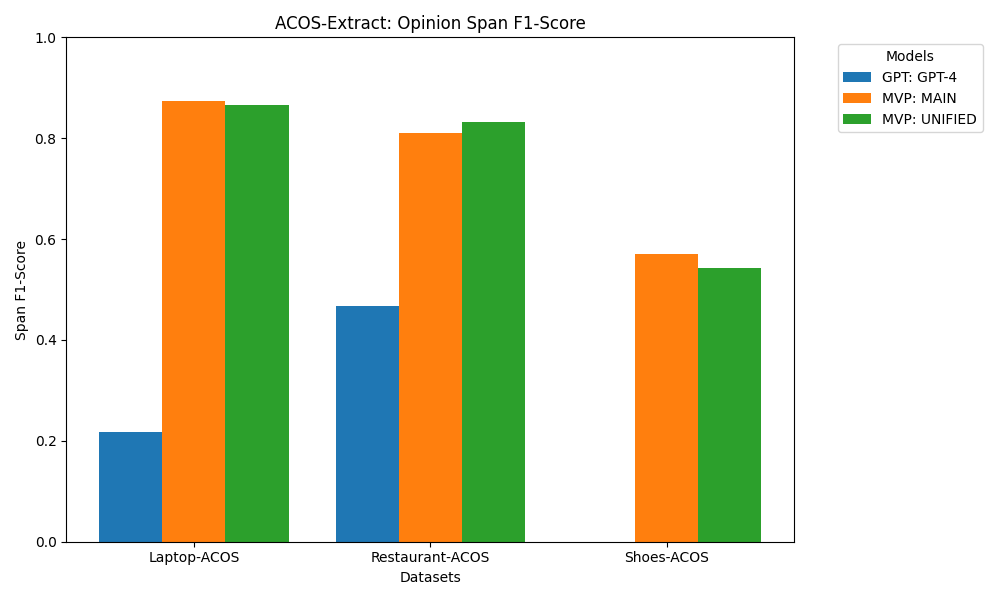 ACOS-Extract: Opinion Span F1-Score
Models
GPT: GPT-4
MVP: MAIN
MVP: UNIFIED
Span F1-Score
1.0
0.8
0.6
0.4
0.2
0.0
Laptop-ACOS
Restaurant-ACOS
Shoes-ACOS
Datasets